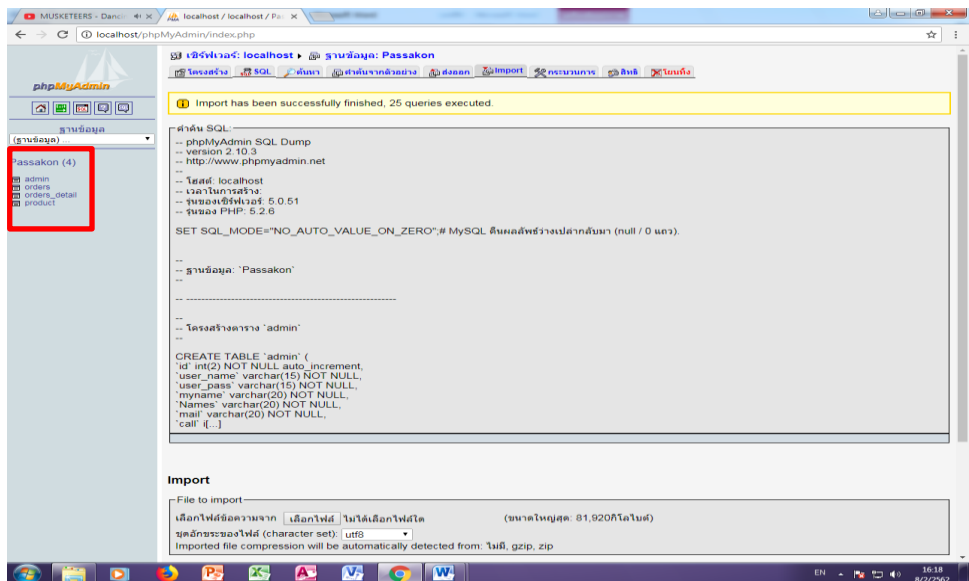 MUSKETEERS - Danc
localhost / localhost / Pa
localhost/phpMyAdmin/index.php
phpMyAdmin
ฐานข้อมูล
(ฐานข้อมูล) ...
Passakon (4)
admin
orders
orders_detail
product
เซิร์ฟเวอร์: localhost ▸ ฐานข้อมูล: Passakon
โครงสร้าง SQL ค้นหา คำค้นจากตัวอย่าง ส่งออก Import กระบวนการ สิทธิ โยนทิ้ง
Import has been successfully finished, 25 queries executed.
คำค้น SQL:
-- phpMyAdmin SQL Dump
-- version 2.10.3
-- http://www.phpmyadmin.net
--
-- โฮสต์: localhost
-- เวลาในการสร้าง:
-- รุ่นของเซิร์ฟเวอร์: 5.0.51
-- รุ่นของ PHP: 5.2.6
SET SQL_MODE="NO_AUTO_VALUE_ON_ZERO";# MySQL คืนผลลัพธ์ว่างเปล่ากลับมา (null / 0 แถว).
--
-- ฐานข้อมูล: `Passakon`
--
-- --------------------------------------------------------
--
-- โครงสร้างตาราง `admin`
--
CREATE TABLE `admin` (
`id` int(2) NOT NULL auto_increment,
`user_name` varchar(15) NOT NULL,
`user_pass` varchar(15) NOT NULL,
`myname` varchar(20) NOT NULL,
`Names` varchar(20) NOT NULL,
`mail` varchar(20) NOT NULL,
`call` i[...]
Import
File to import
เลือกไฟล์ข้อความจาก เลือกไฟล์ ไม่ได้เลือกไฟล์ใด (ขนาดใหญ่สุด: 81,920กิโลไบต์)
ชุดอักขระของไฟล์ (character set): utf8
Imported file compression will be automatically detected from: ไม่มี, gzip, zip
EN 16:18
8/2/2562